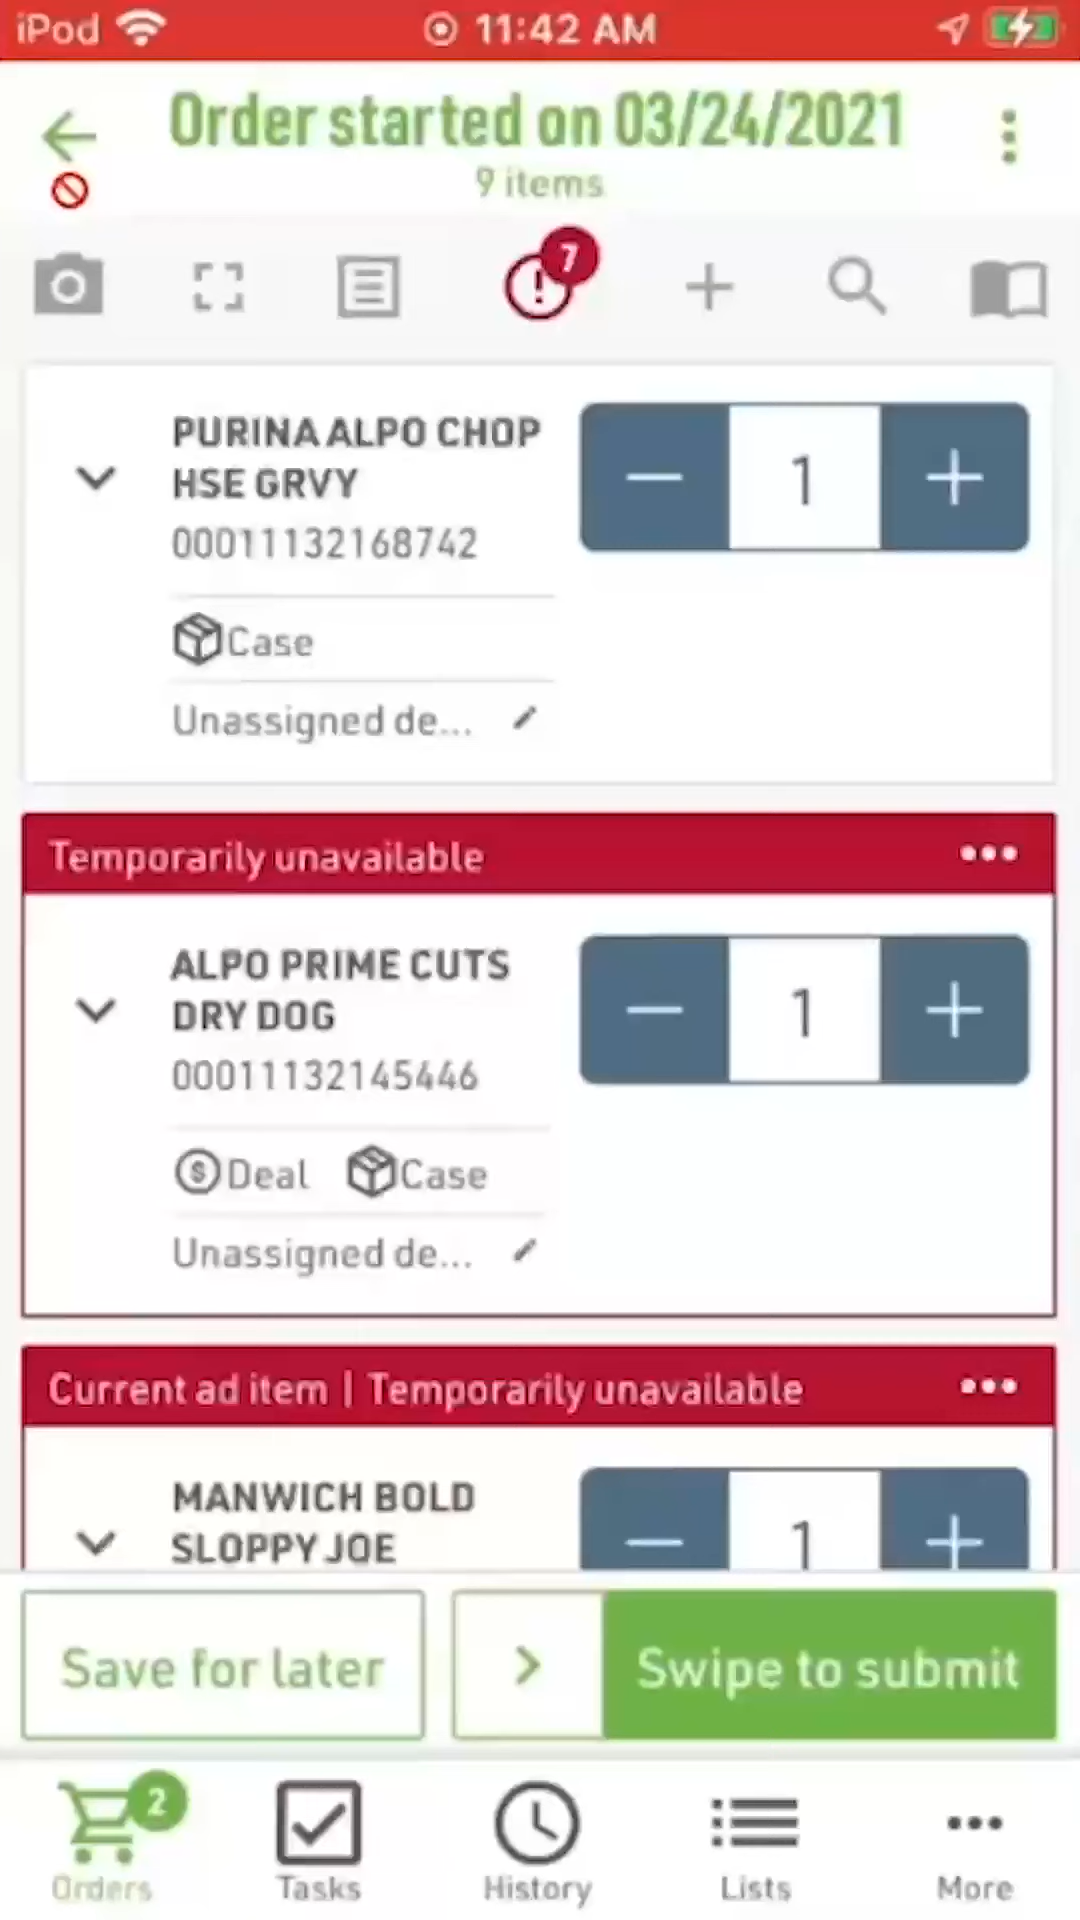 iPod 11:42 AM
Order started on 03/24/2021
9 items
7
PURINA ALPO CHOP
HSE GRVY
00011132168742
1
Case
Unassigned de...
Temporarily unavailable
ALPO PRIME CUTS
DRY DOG
00011132145446
1
Deal Case
Unassigned de...
Current ad item | Temporarily unavailable
MANWICH BOLD
SLOPPY JOE
1
Save for later
Swipe to submit
2
Orders Tasks History Lists More